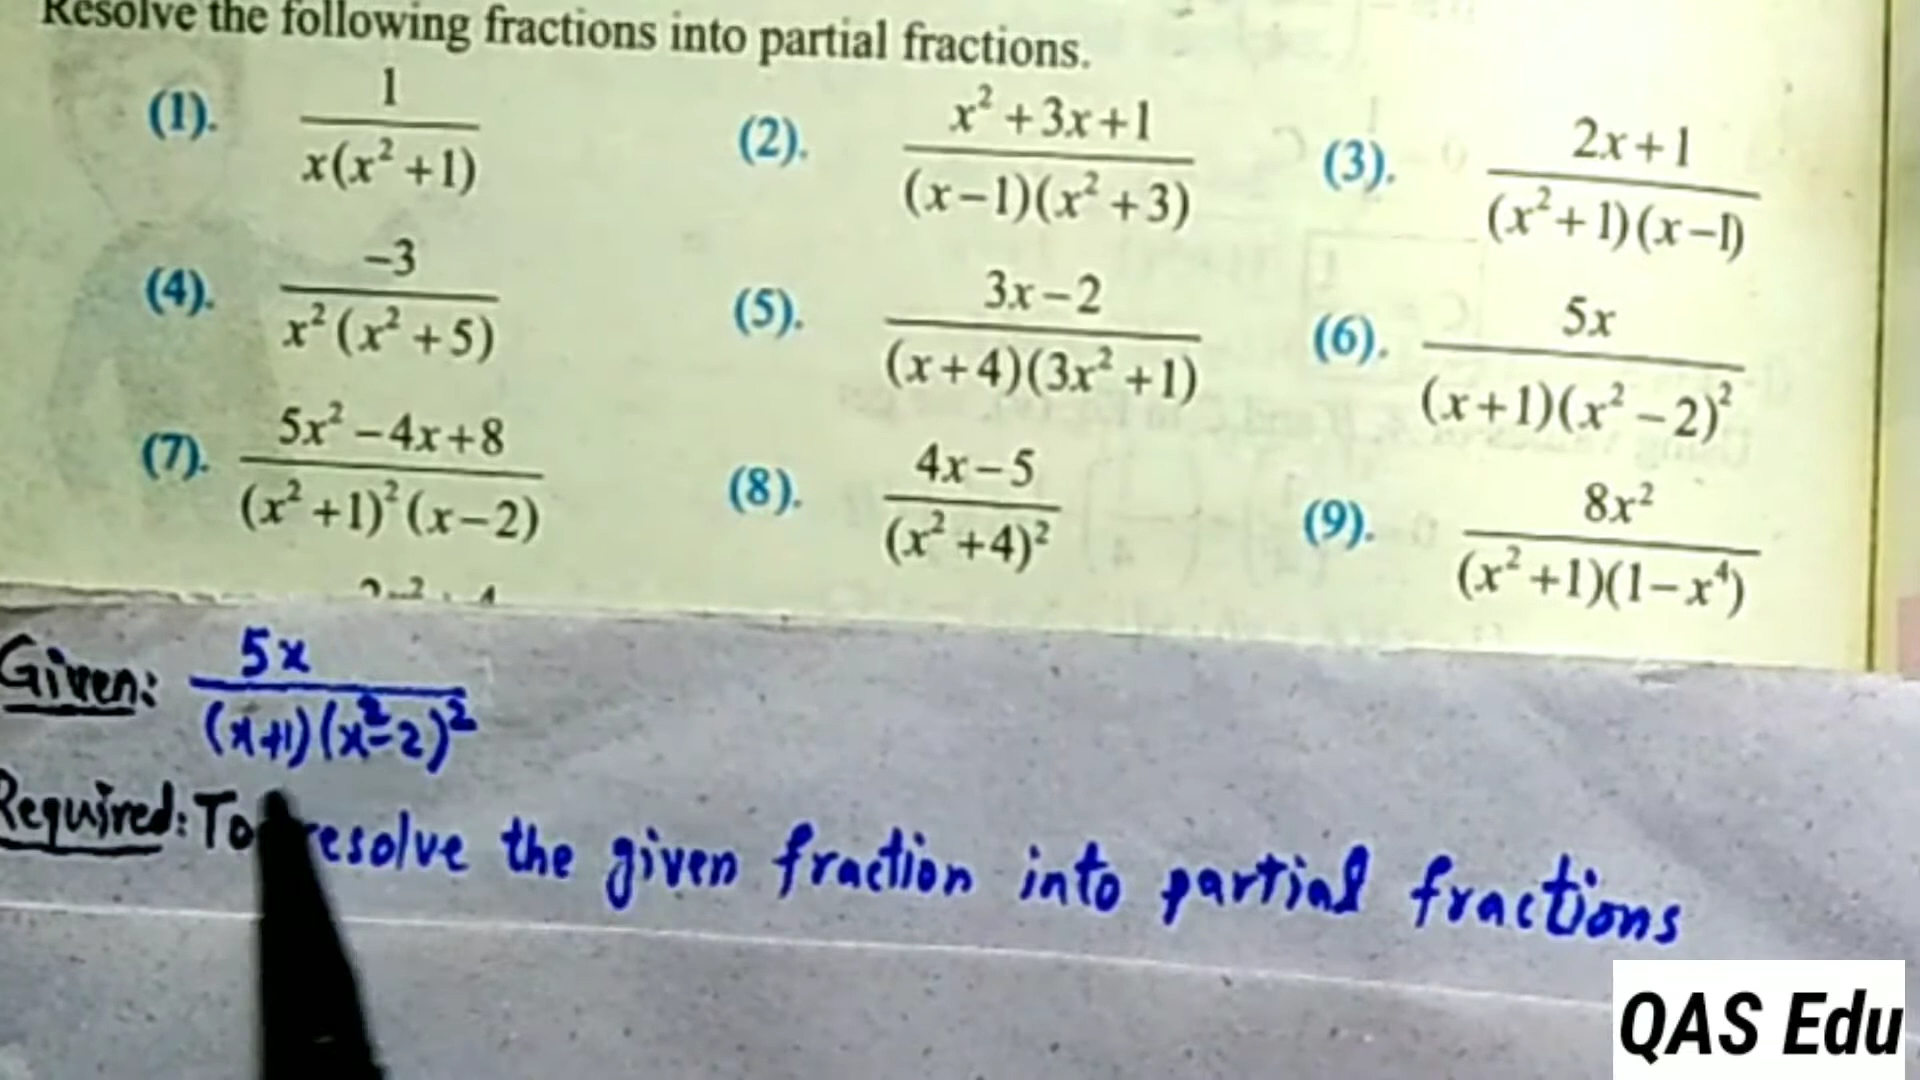 Resolve the following fractions into partial fractions.
(1). 1/(x(x²+1)) (2). (x²+3x+1)/((x-1)(x²+3)) (3). (2x+1)/((x²+1)(x-1))
(4). -3/(x²(x²+5)) (5). (3x-2)/((x+4)(3x²+1)) (6). 5x/((x+1)(x²-2)²)
(7). (5x²-4x+8)/((x²+1)²(x-2)) (8). (4x-5)/((x²+4)²) (9). 8x²/((x²+1)(1-x⁴))
Given: 5x/((x+1)(x²-2)²)
Required: To resolve the given fraction into partial fractions
QAS Edu